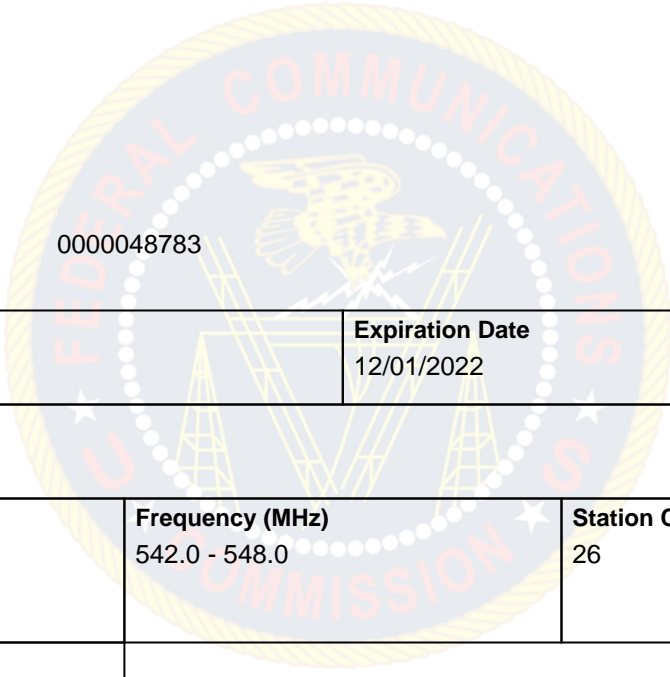 FEDERAL COMMUNICATIONS
0000048783
Expiration Date
12/01/2022
Frequency (MHz)
542.0 - 548.0
Station C
26
U S
COMMISSION